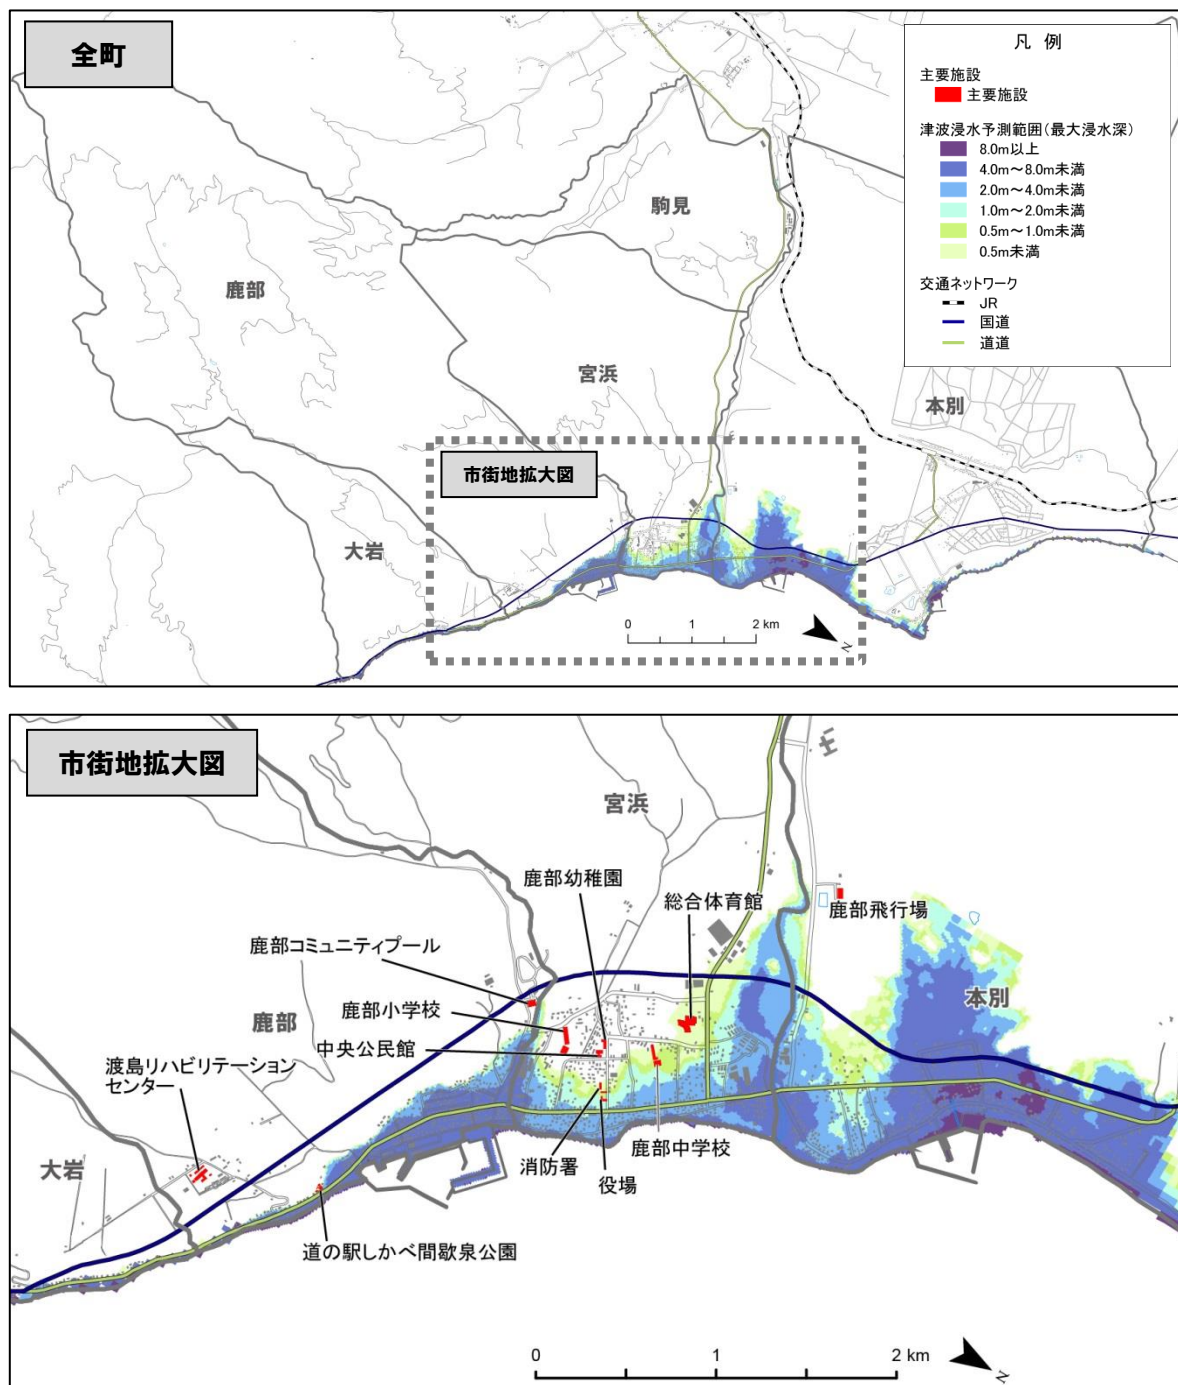 全町
凡 例
主要施設
主要施設
津波浸水予測範囲(最大浸水深)
8.0m以上
4.0m～8.0m未満
2.0m～4.0m未満
1.0m～2.0m未満
0.5m～1.0m未満
0.5m未満
交通ネットワーク
JR
国道
道道
駒見
鹿部
宮浜
本別
市街地拡大図
大岩
0 1 2 km
N
市街地拡大図
宮浜
鹿部幼稚園
総合体育館
鹿部飛行場
鹿部コミュニティプール
本別
鹿部小学校
鹿部
中央公民館
渡島リハビリテーション
センター
鹿部中学校
消防署
役場
大岩
道の駅しかべ間歇泉公園
0 1 2 km
N